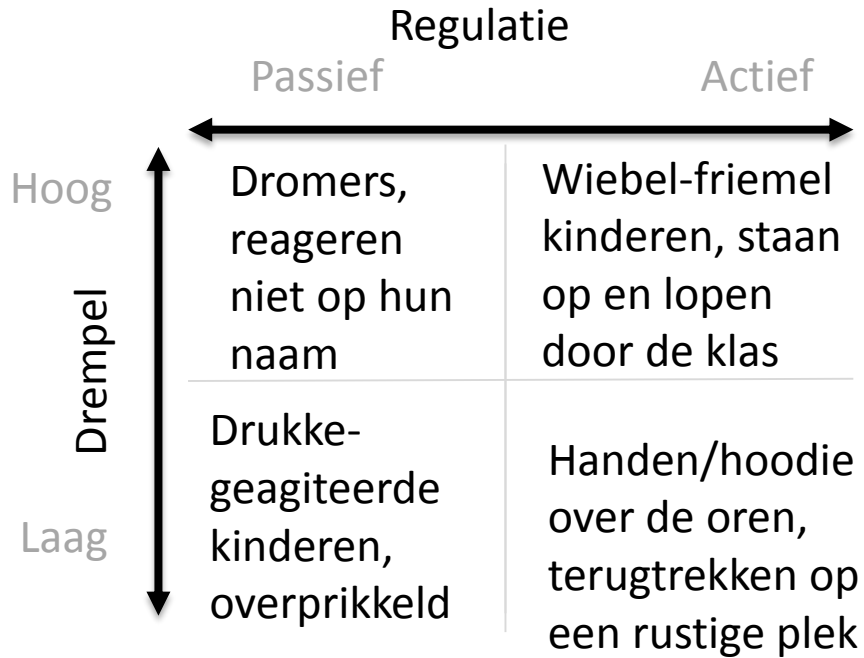 Regulatie
Passief
Actief
Hoog
Drempel
Laag
Dromers,
reageren
niet op hun
naam
Wiebel-friemel
kinderen, staan
op en lopen
door de klas
Drukke-
geagiteerde
kinderen,
overprikkeld
Handen/hoodie
over de oren,
terugtrekken op
een rustige plek